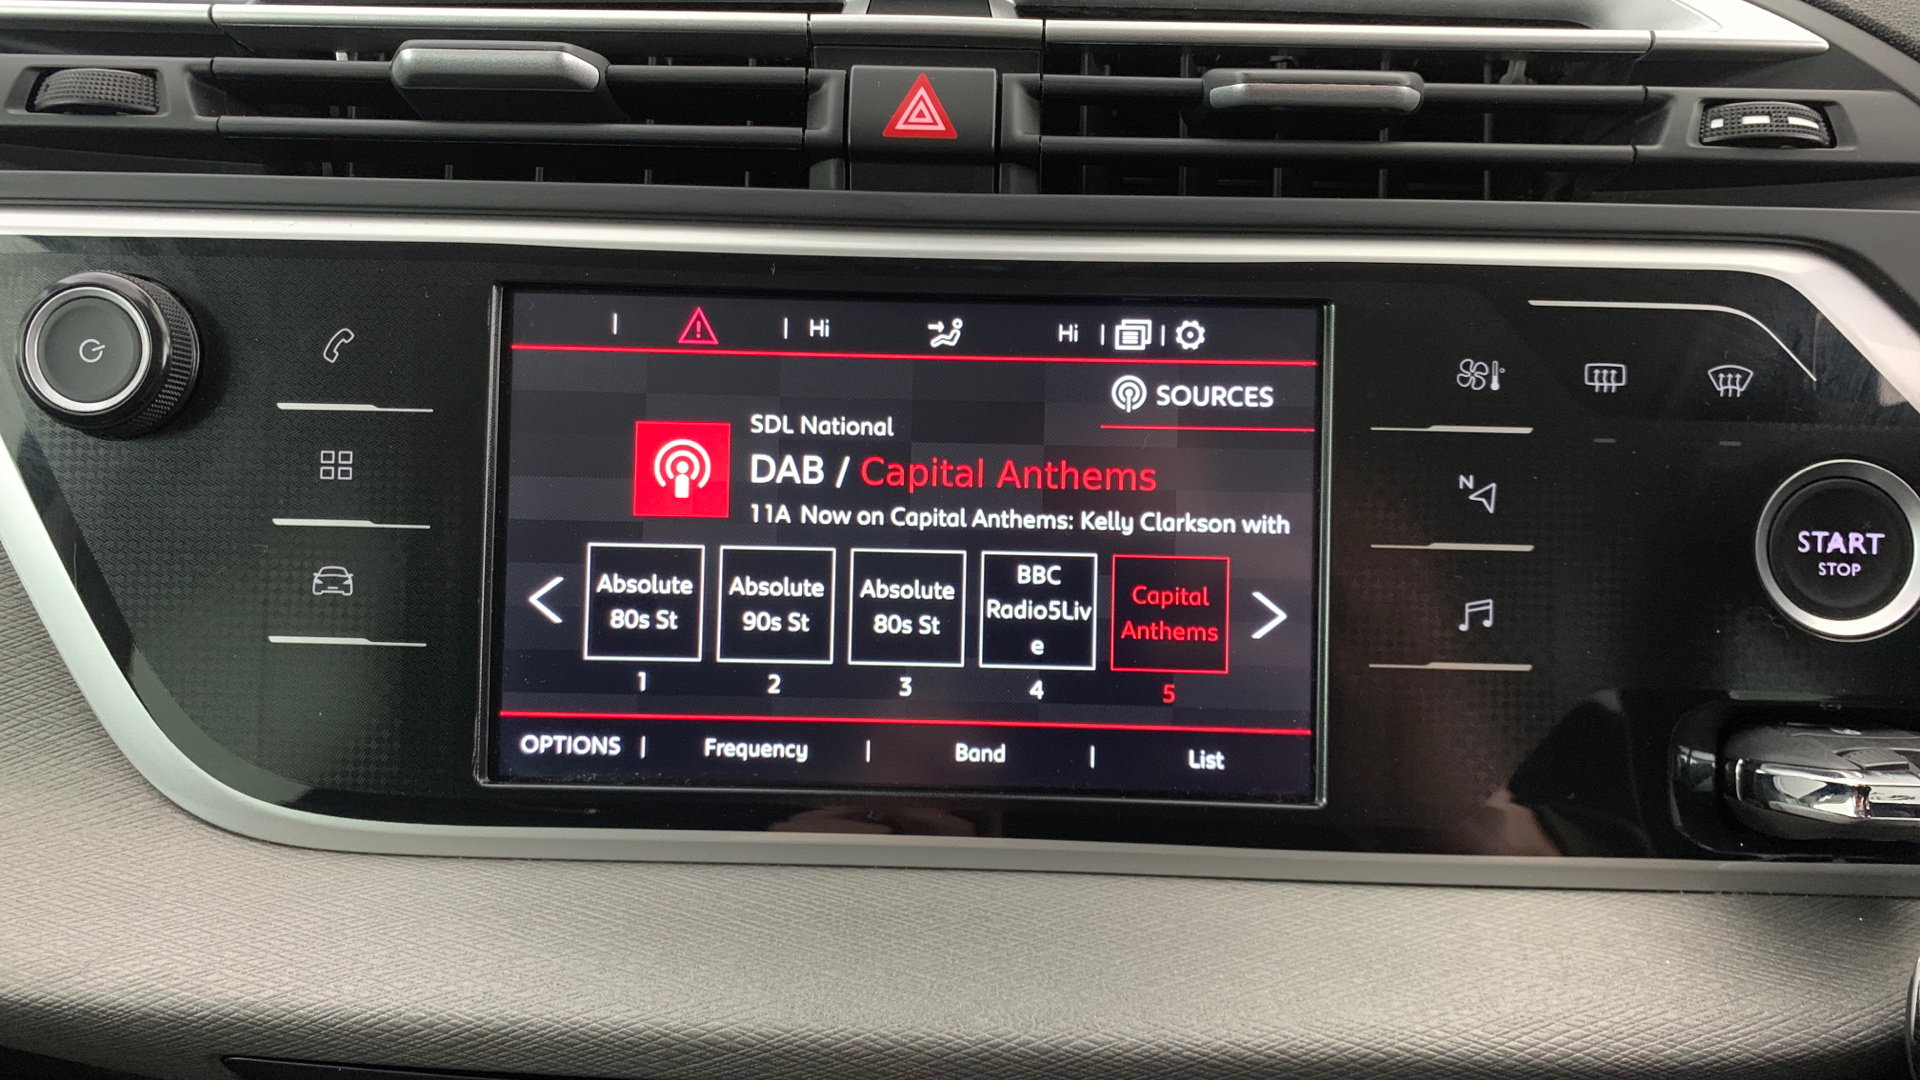 Hi
Hi
SOURCES
SDL National
DAB / Capital Anthems
11A Now on Capital Anthems: Kelly Clarkson with
Absolute
80s St
1
Absolute
90s St
2
Absolute
80s St
3
BBC
Radio5Liv
e
4
Capital
Anthems
5
OPTIONS | Frequency | Band | List
N
START
STOP